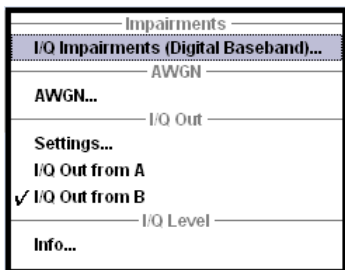 Impairments
I/Q Impairments (Digital Baseband)...
AWGN
AWGN...
I/Q Out
Settings...
I/Q Out from A
✓ I/Q Out from B
I/Q Level
Info...